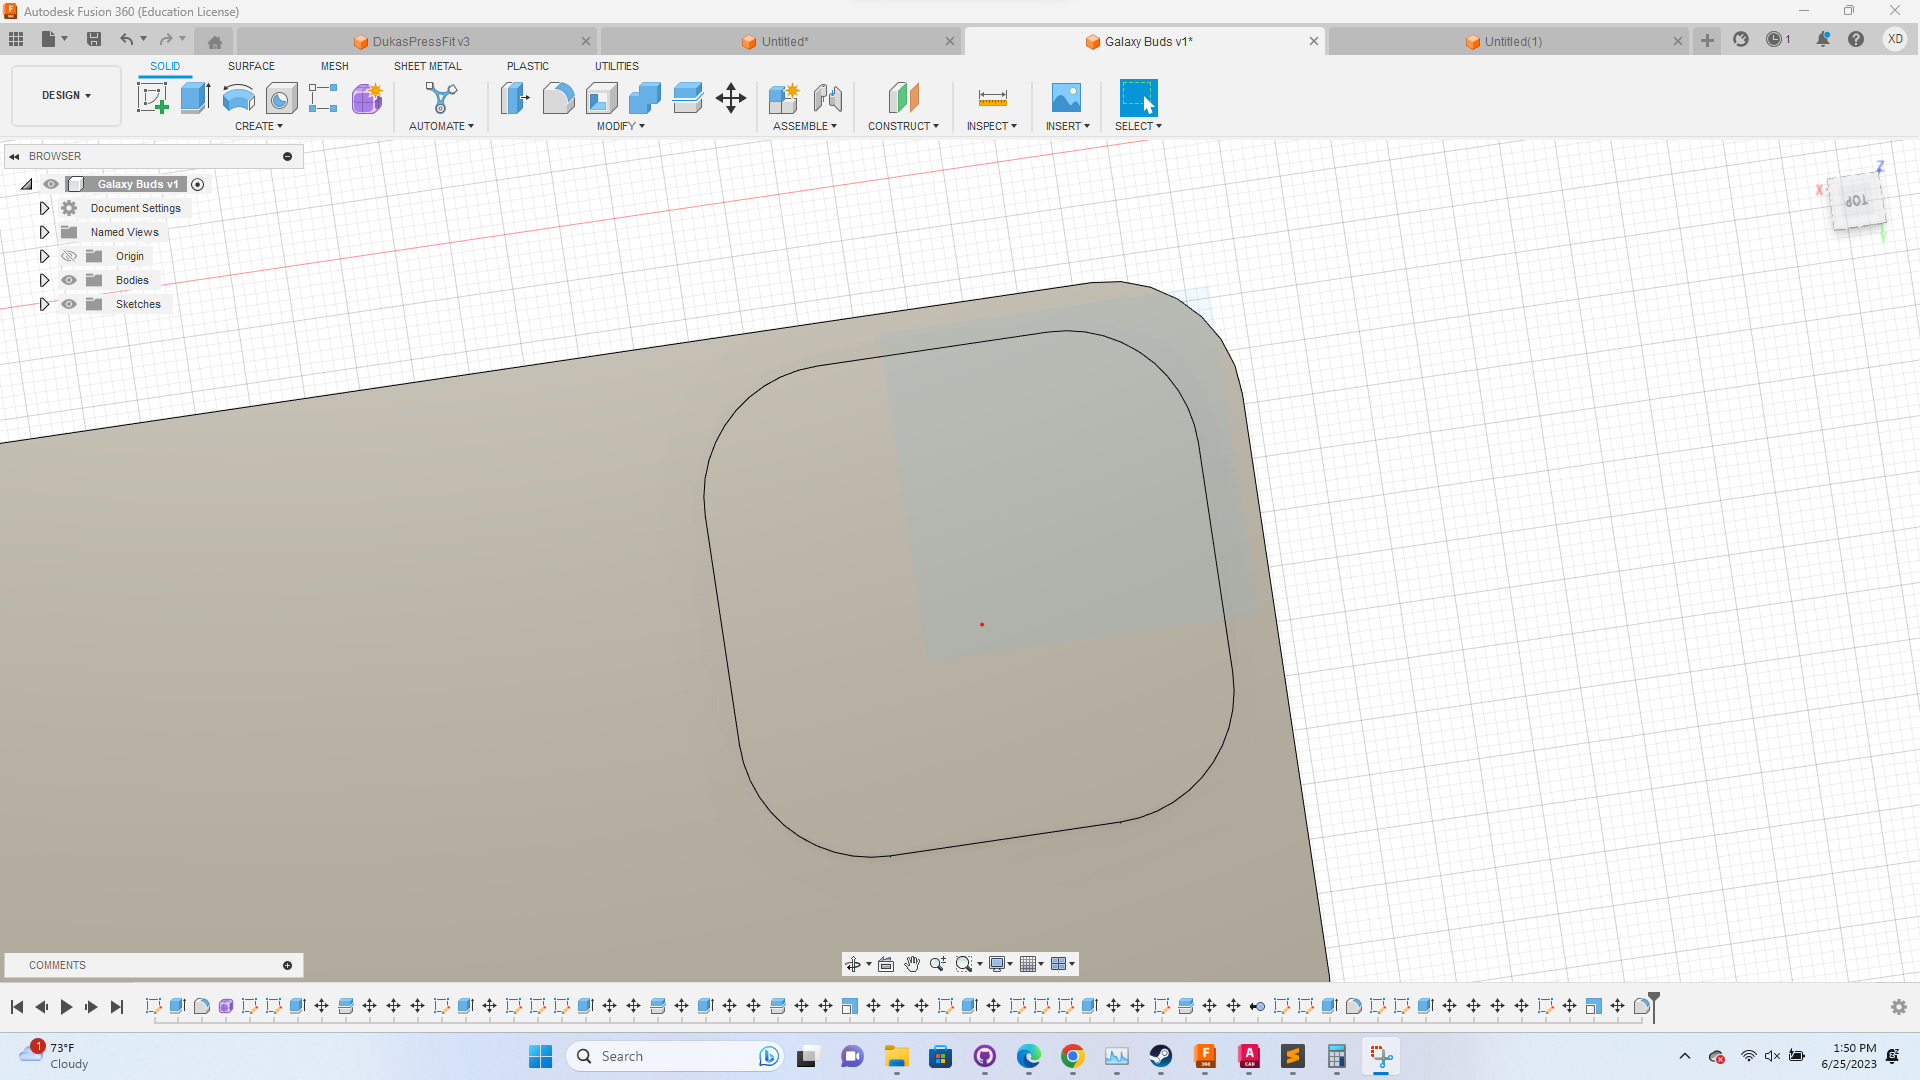 Autodesk Fusion 360 (Education License)
DukasPressFit v3
Untitled*
Galaxy Buds v1*
Untitled(1)
1
XD
DESIGN
SOLID
SURFACE
MESH
SHEET METAL
PLASTIC
UTILITIES
CREATE
AUTOMATE
MODIFY
ASSEMBLE
CONSTRUCT
INSPECT
INSERT
SELECT
BROWSER
Galaxy Buds v1
Document Settings
Named Views
Origin
Bodies
Sketches
Z
X
TOP
Y
COMMENTS
1
73°F
Cloudy
Search
1:50 PM
6/25/2023